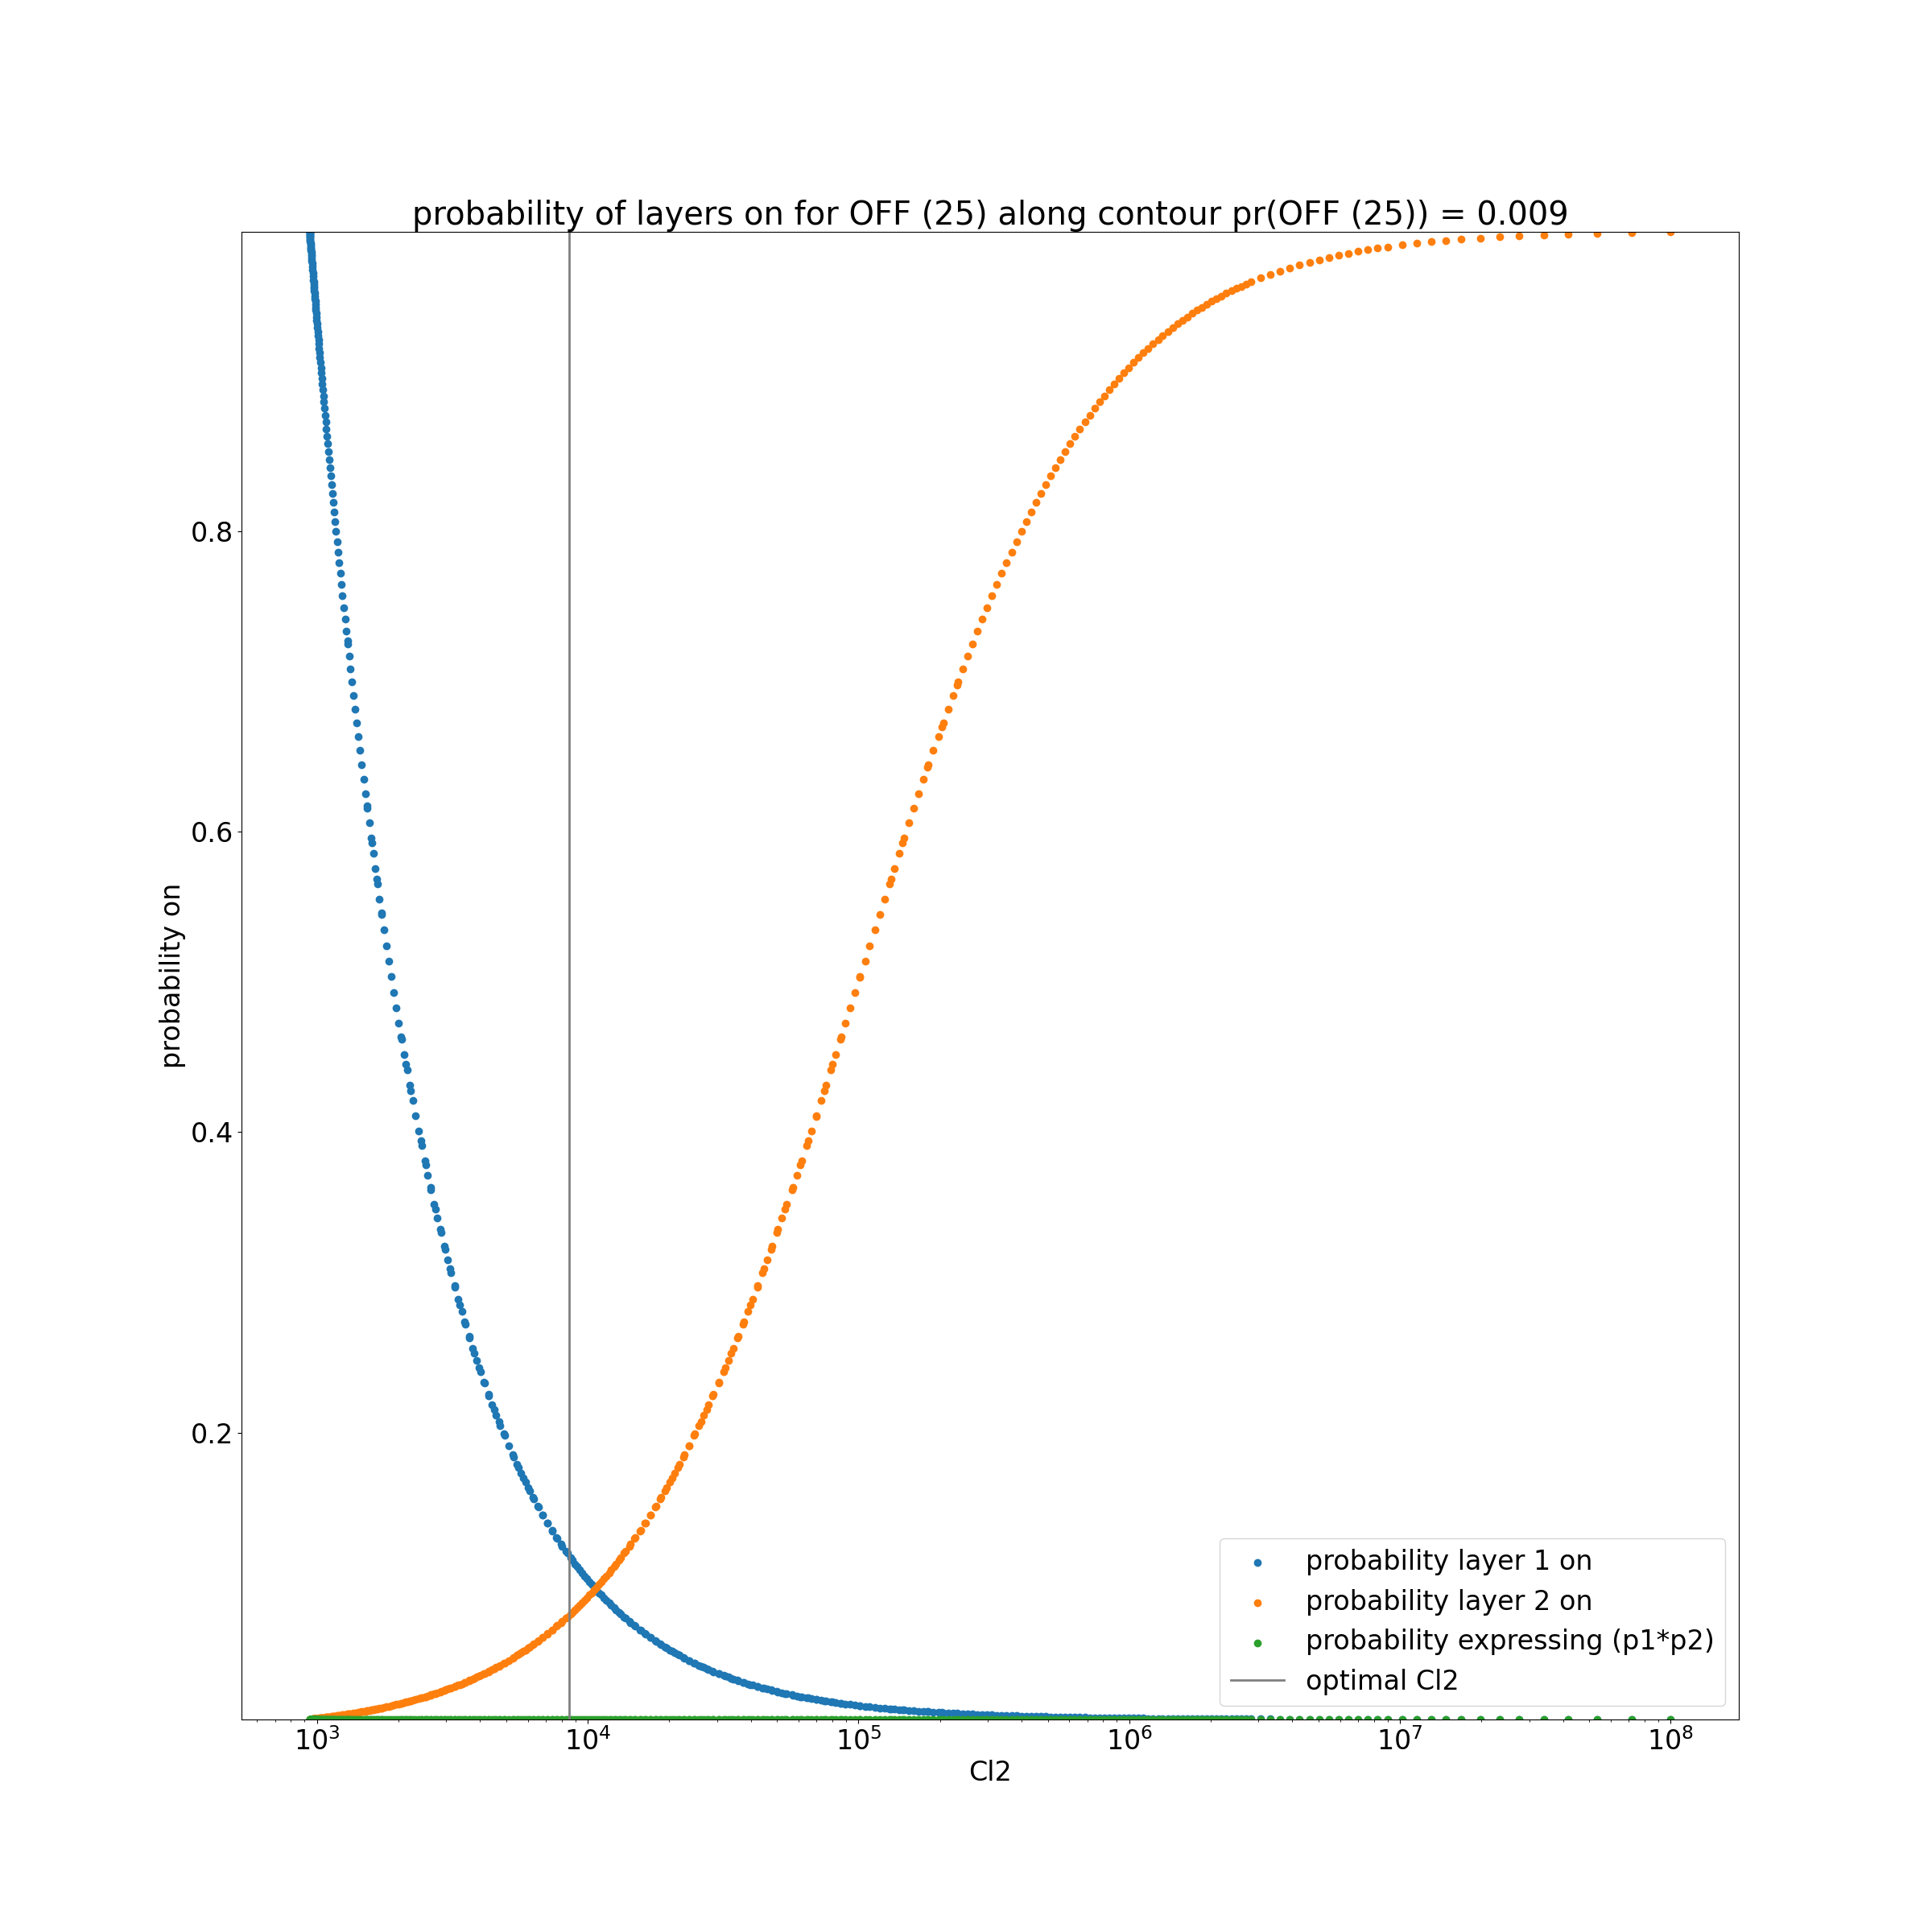 probability of layers on for OFF (25) along contour pr(OFF (25)) = 0.009
probability on
0.8
0.6
0.4
0.2
10³
10⁴
10⁵
10⁶
10⁷
10⁸
Cl2
probability layer 1 on
probability layer 2 on
probability expressing (p1*p2)
optimal Cl2